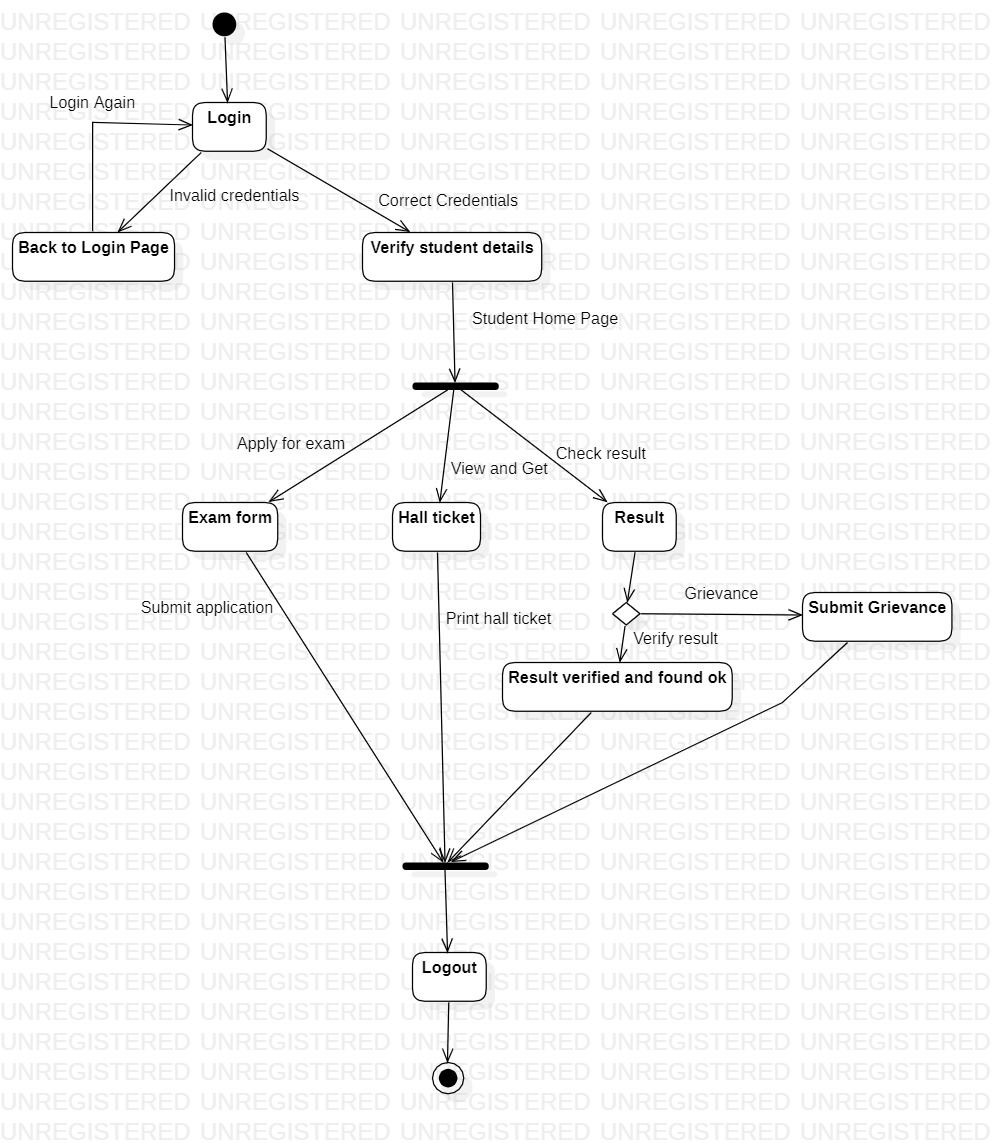 Login Again
Login
Invalid credentials
Correct Credentials
Back to Login Page
Verify student details
Student Home Page
Apply for exam
View and Get
Check result
Exam form
Hall ticket
Result
Submit application
Print hall ticket
Grievance
Submit Grievance
Verify result
Result verified and found ok
Logout
UNREGISTERED